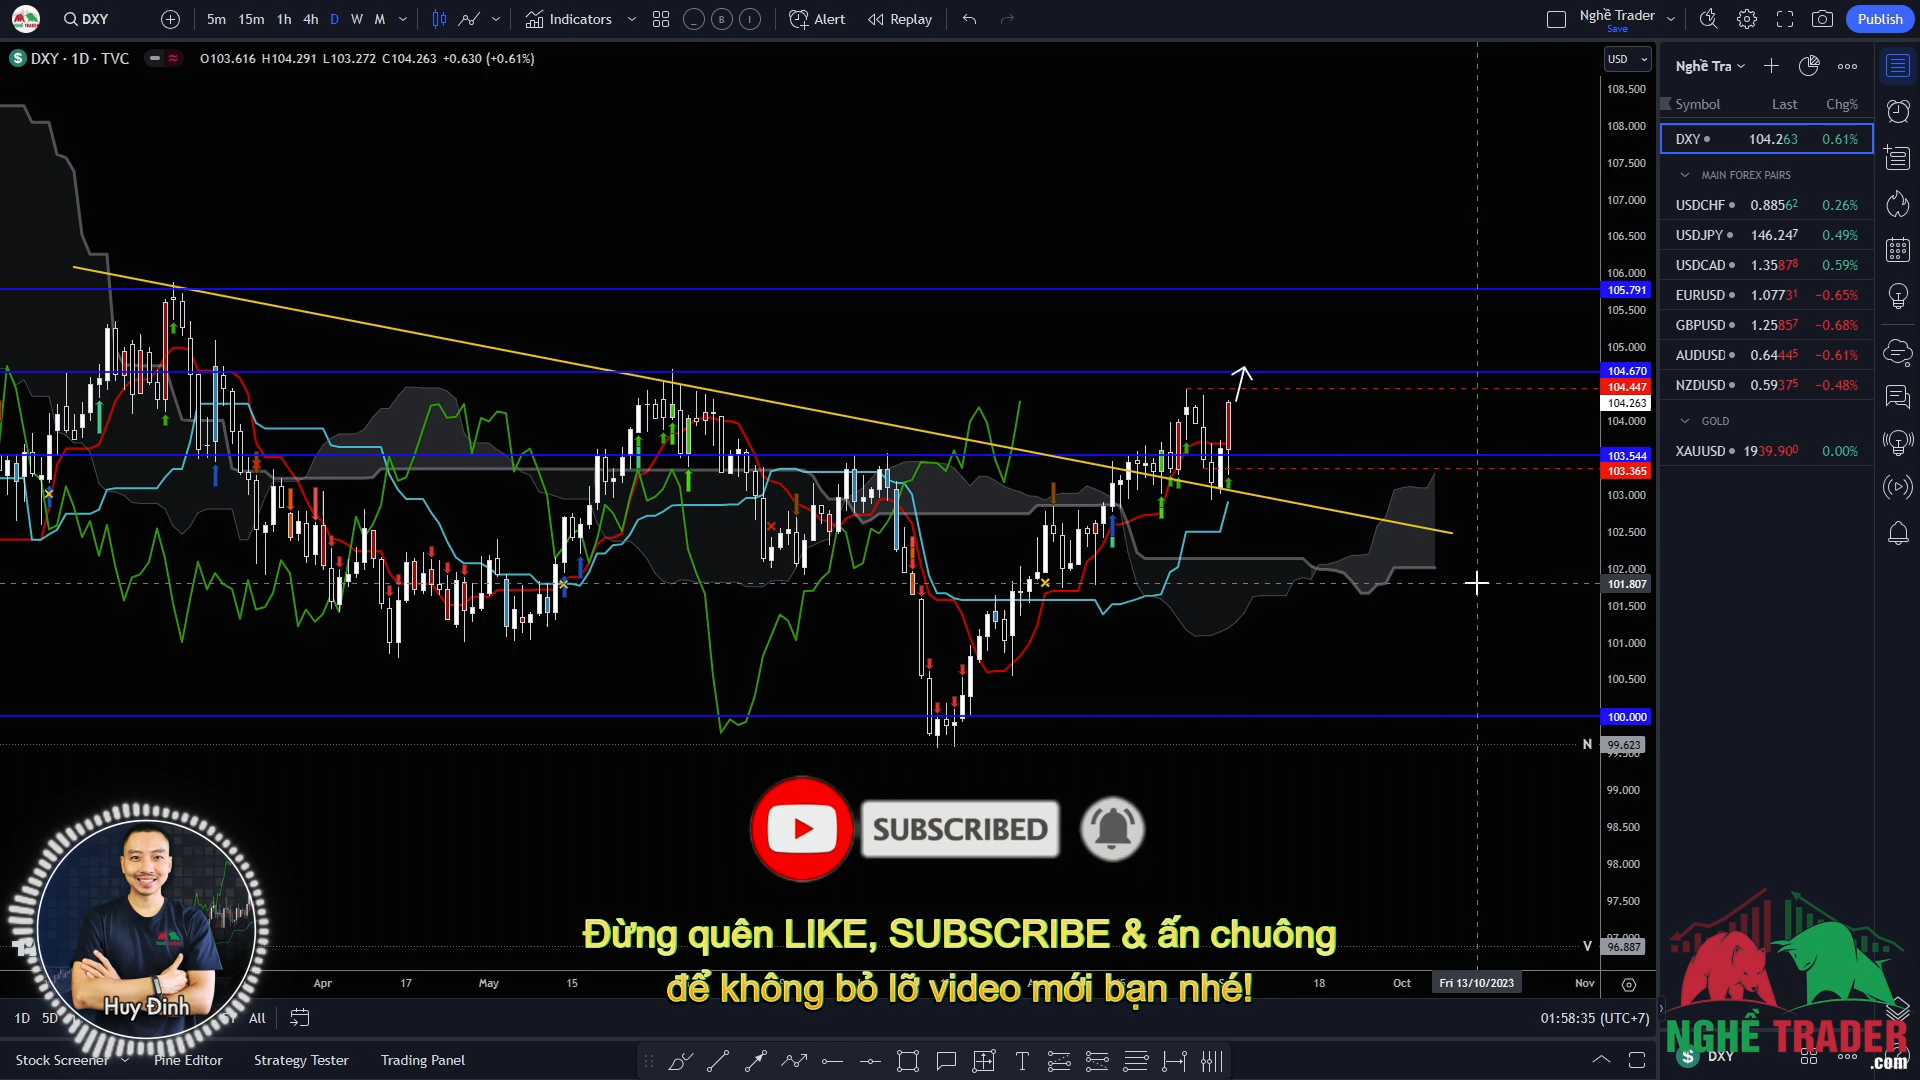 DXY
5m 15m 1h 4h D W M
Indicators
B
I
Alert
Replay
Nghề Trader
Save
Publish
DXY · 1D · TVC
O103.616 H104.291 L103.272 C104.263 +0.630 (+0.61%)
USD
108.500
108.000
107.500
107.000
106.500
106.000
105.791
105.500
105.000
104.670
104.447
104.263
104.000
103.544
103.365
103.000
102.500
102.000
101.807
101.500
101.000
100.500
100.000
N 99.623
99.000
98.500
98.000
97.500
V 96.887
Nghề Tra
Symbol Last Chg%
DXY 104.263 0.61%
MAIN FOREX PAIRS
USDCHF 0.88562 0.26%
USDJPY 146.247 0.49%
USDCAD 1.35878 0.59%
EURUSD 1.07731 −0.65%
GBPUSD 1.25857 −0.68%
AUDUSD 0.64445 −0.61%
NZDUSD 0.59375 −0.48%
GOLD
XAUUSD 1939.900 0.00%
SUBSCRIBED
Đừng quên LIKE, SUBSCRIBE & ấn chuông
để không bỏ lỡ video mới bạn nhé!
Huy Đinh
Apr 17 May 15 18 Oct Fri 13/10/2023 Nov
1D 5D All
01:58:35 (UTC+7)
Stock Screener Pine Editor Strategy Tester Trading Panel
NGHỀ TRADER
.com
DXY